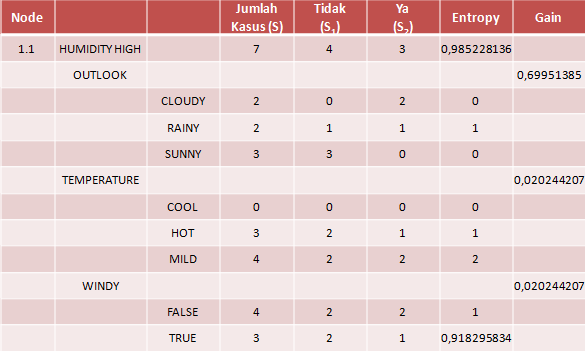 Node Jumlah Kasus (S) Tidak (S1) Ya (S2) Entropy Gain
1.1 HUMIDITY HIGH 7 4 3 0,985228136
OUTLOOK 0,69951385
CLOUDY 2 0 2 0
RAINY 2 1 1 1
SUNNY 3 3 0 0
TEMPERATURE 0,020244207
COOL 0 0 0 0
HOT 3 2 1 1
MILD 4 2 2 2
WINDY 0,020244207
FALSE 4 2 2 1
TRUE 3 2 1 0,918295834